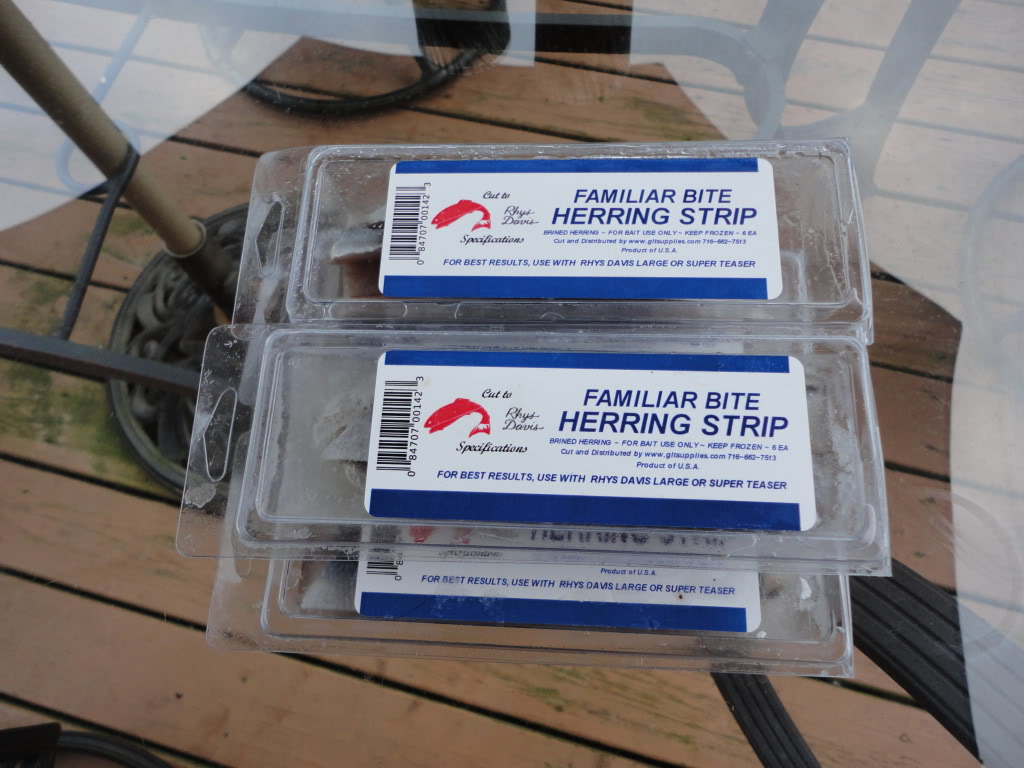 Cut to
Rhys
Davis
Specifications
0 84707 00142 3
FAMILIAR BITE
HERRING STRIP
BRINED HERRING ~ FOR BAIT USE ONLY ~ KEEP FROZEN ~ 6 EA
Cut and Distributed by www.gltsupplies.com 716~662~7513
Product of U.S.A.
FOR BEST RESULTS, USE WITH RHYS DAVIS LARGE OR SUPER TEASER
Cut to
Rhys
Davis
Specifications
0 84707 00142 3
FAMILIAR BITE
HERRING STRIP
BRINED HERRING ~ FOR BAIT USE ONLY ~ KEEP FROZEN ~ 6 EA
Cut and Distributed by www.gltsupplies.com 716~662~7513
Product of U.S.A.
FOR BEST RESULTS, USE WITH RHYS DAVIS LARGE OR SUPER TEASER
HERRING STRIP
Specifications
Product of U.S.A.
FOR BEST RESULTS, USE WITH RHYS DAVIS LARGE OR SUPER TEASER